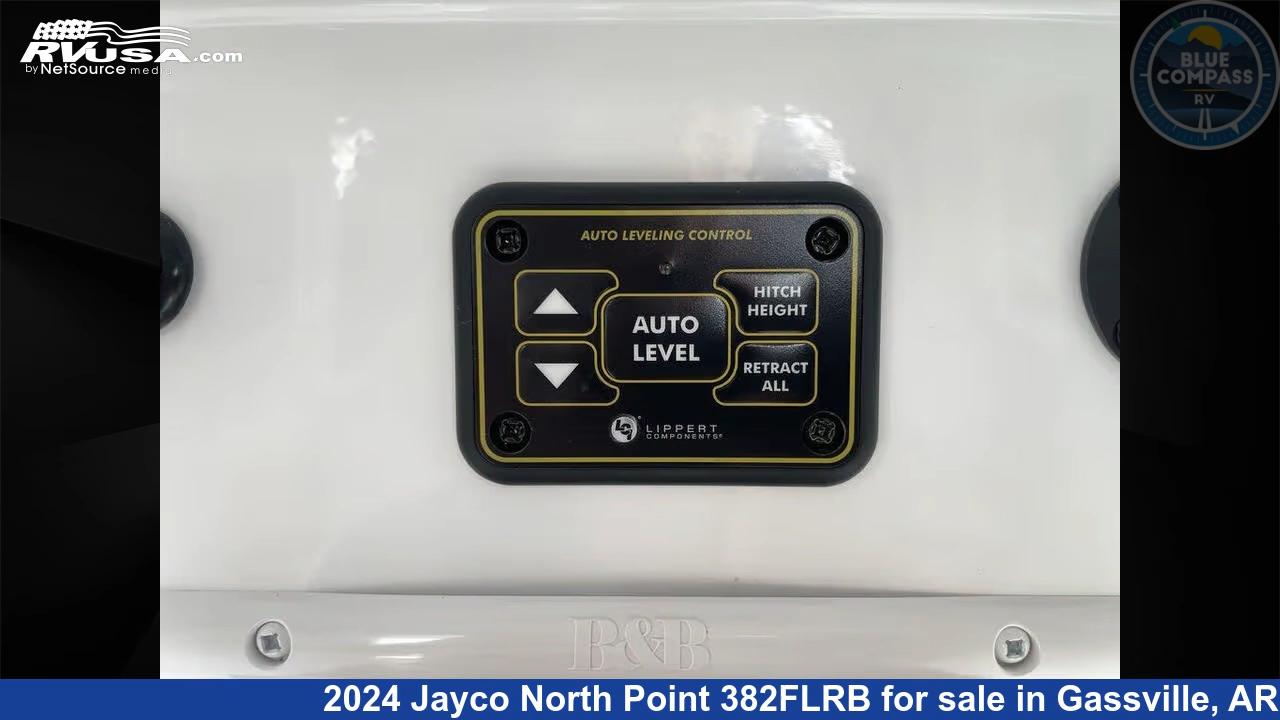 RVUSA.com
by NetSource media
BLUE
COMPASS
RV
AUTO LEVELING CONTROL
AUTO
LEVEL
HITCH
HEIGHT
RETRACT
ALL
LCI
LIPPERT
COMPONENTS®
P&B
2024 Jayco North Point 382FLRB for sale in Gassville, AR